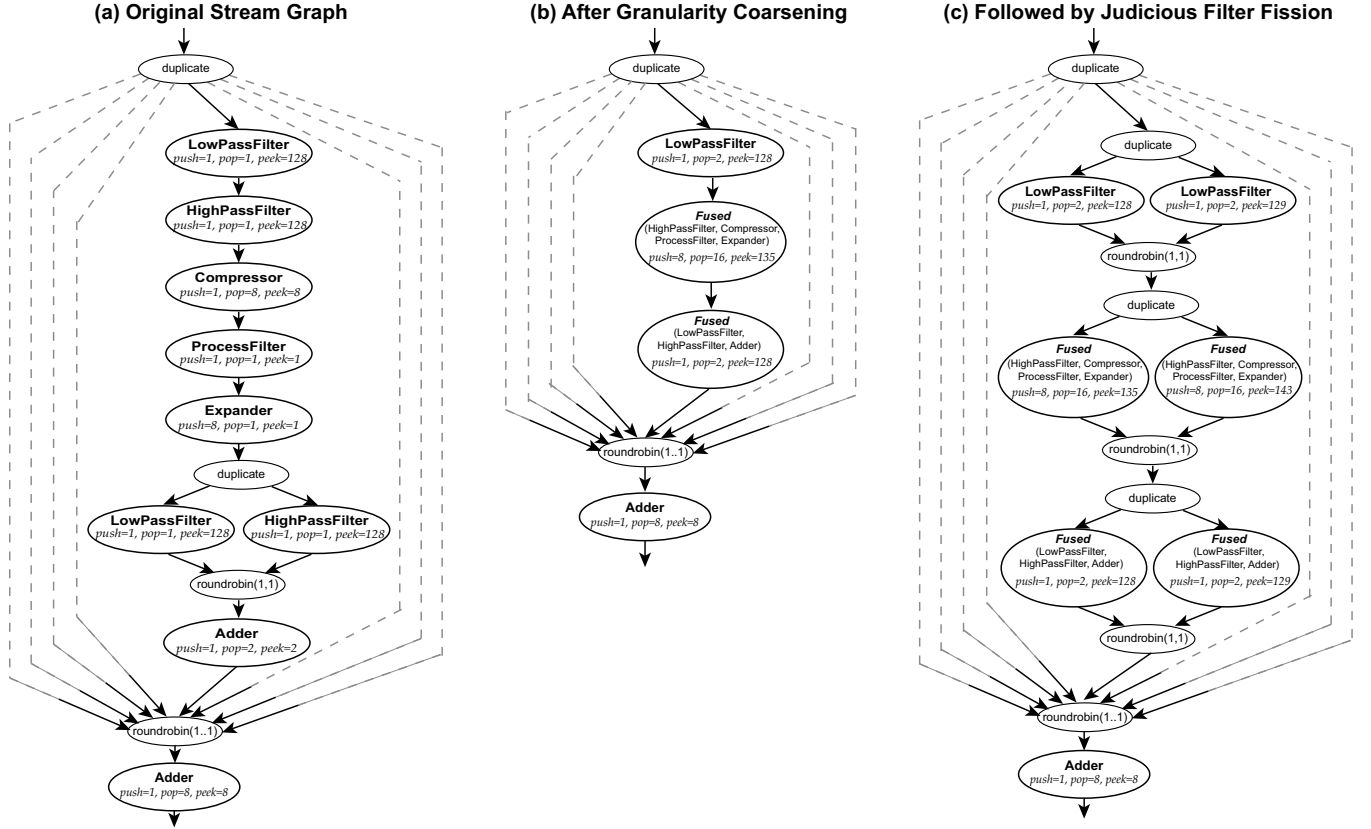 (a) Original Stream Graph
duplicate
LowPassFilter
push=1, pop=1, peek=128
HighPassFilter
push=1, pop=1, peek=128
Compressor
push=1, pop=8, peek=8
ProcessFilter
push=1, pop=1, peek=1
Expander
push=8, pop=1, peek=1
duplicate
LowPassFilter
push=1, pop=1, peek=128
HighPassFilter
push=1, pop=1, peek=128
roundrobin(1,1)
Adder
push=1, pop=2, peek=2
roundrobin(1..1)
Adder
push=1, pop=8, peek=8
(b) After Granularity Coarsening
duplicate
LowPassFilter
push=1, pop=2, peek=128
Fused
(HighPassFilter, Compressor,
ProcessFilter, Expander)
push=8, pop=16, peek=135
Fused
(LowPassFilter,
HighPassFilter, Adder)
push=1, pop=2, peek=128
roundrobin(1..1)
Adder
push=1, pop=8, peek=8
(c) Followed by Judicious Filter Fission
duplicate
duplicate
LowPassFilter
push=1, pop=2, peek=128
LowPassFilter
push=1, pop=2, peek=129
roundrobin(1,1)
duplicate
Fused
(HighPassFilter, Compressor,
ProcessFilter, Expander)
push=8, pop=16, peek=135
Fused
(HighPassFilter, Compressor,
ProcessFilter, Expander)
push=8, pop=16, peek=143
roundrobin(1,1)
duplicate
Fused
(LowPassFilter,
HighPassFilter, Adder)
push=1, pop=2, peek=128
Fused
(LowPassFilter,
HighPassFilter, Adder)
push=1, pop=2, peek=129
roundrobin(1,1)
roundrobin(1..1)
Adder
push=1, pop=8, peek=8